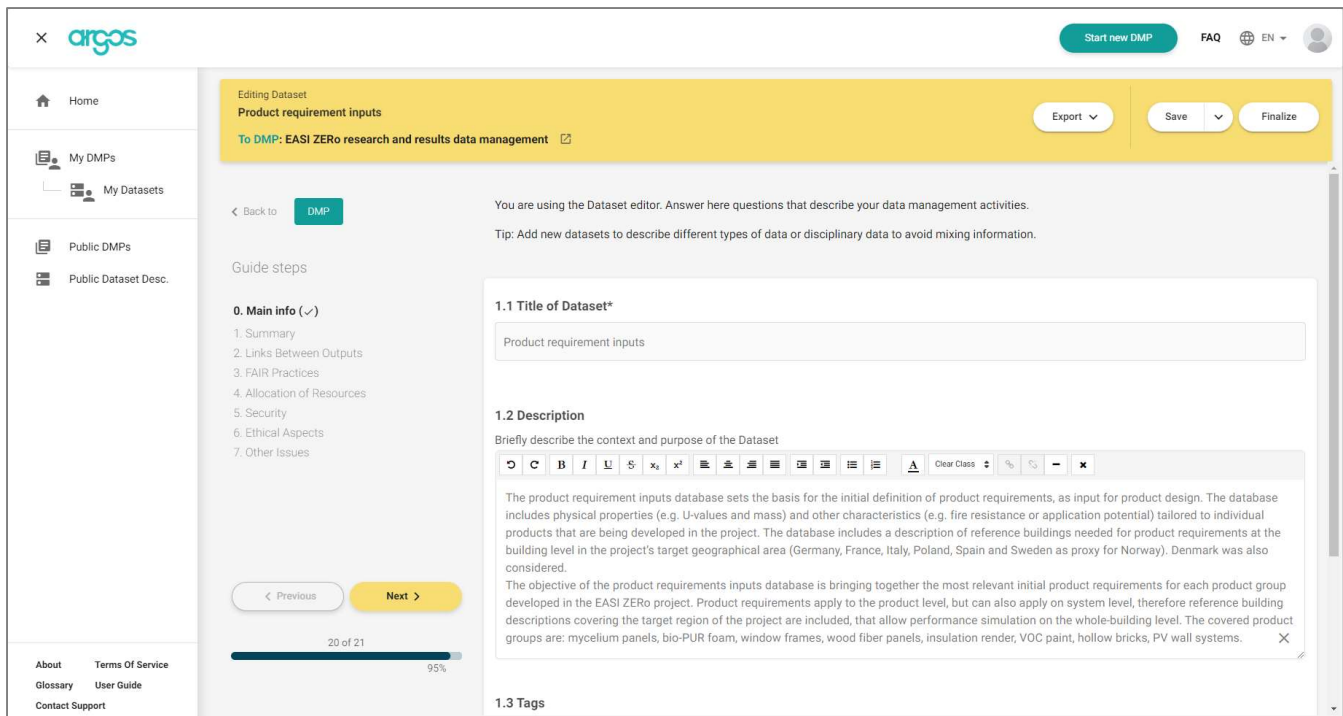 argos
Start new DMP
FAQ
EN
Home
My DMPs
My Datasets
Public DMPs
Public Dataset Desc.
About Terms Of Service
Glossary User Guide
Contact Support
Editing Dataset
Product requirement inputs
To DMP: EASI ZERo research and results data management
Export
Save
Finalize
Back to DMP
Guide steps
0. Main info (✓)
1. Summary
2. Links Between Outputs
3. FAIR Practices
4. Allocation of Resources
5. Security
6. Ethical Aspects
7. Other Issues
Previous
Next
20 of 21
95%
You are using the Dataset editor. Answer here questions that describe your data management activities.
Tip: Add new datasets to describe different types of data or disciplinary data to avoid mixing information.
1.1 Title of Dataset*
Product requirement inputs
1.2 Description
Briefly describe the context and purpose of the Dataset
B I U S x₂ x² A Clear Class
The product requirement inputs database sets the basis for the initial definition of product requirements, as input for product design. The database
includes physical properties (e.g. U-values and mass) and other characteristics (e.g. fire resistance or application potential) tailored to individual
products that are being developed in the project. The database includes a description of reference buildings needed for product requirements at the
building level in the project's target geographical area (Germany, France, Italy, Poland, Spain and Sweden as proxy for Norway). Denmark was also
considered.
The objective of the product requirements inputs database is bringing together the most relevant initial product requirements for each product group
developed in the EASI ZERo project. Product requirements apply to the product level, but can also apply on system level, therefore reference building
descriptions covering the target region of the project are included, that allow performance simulation on the whole-building level. The covered product
groups are: mycelium panels, bio-PUR foam, window frames, wood fiber panels, insulation render, VOC paint, hollow bricks, PV wall systems.
1.3 Tags